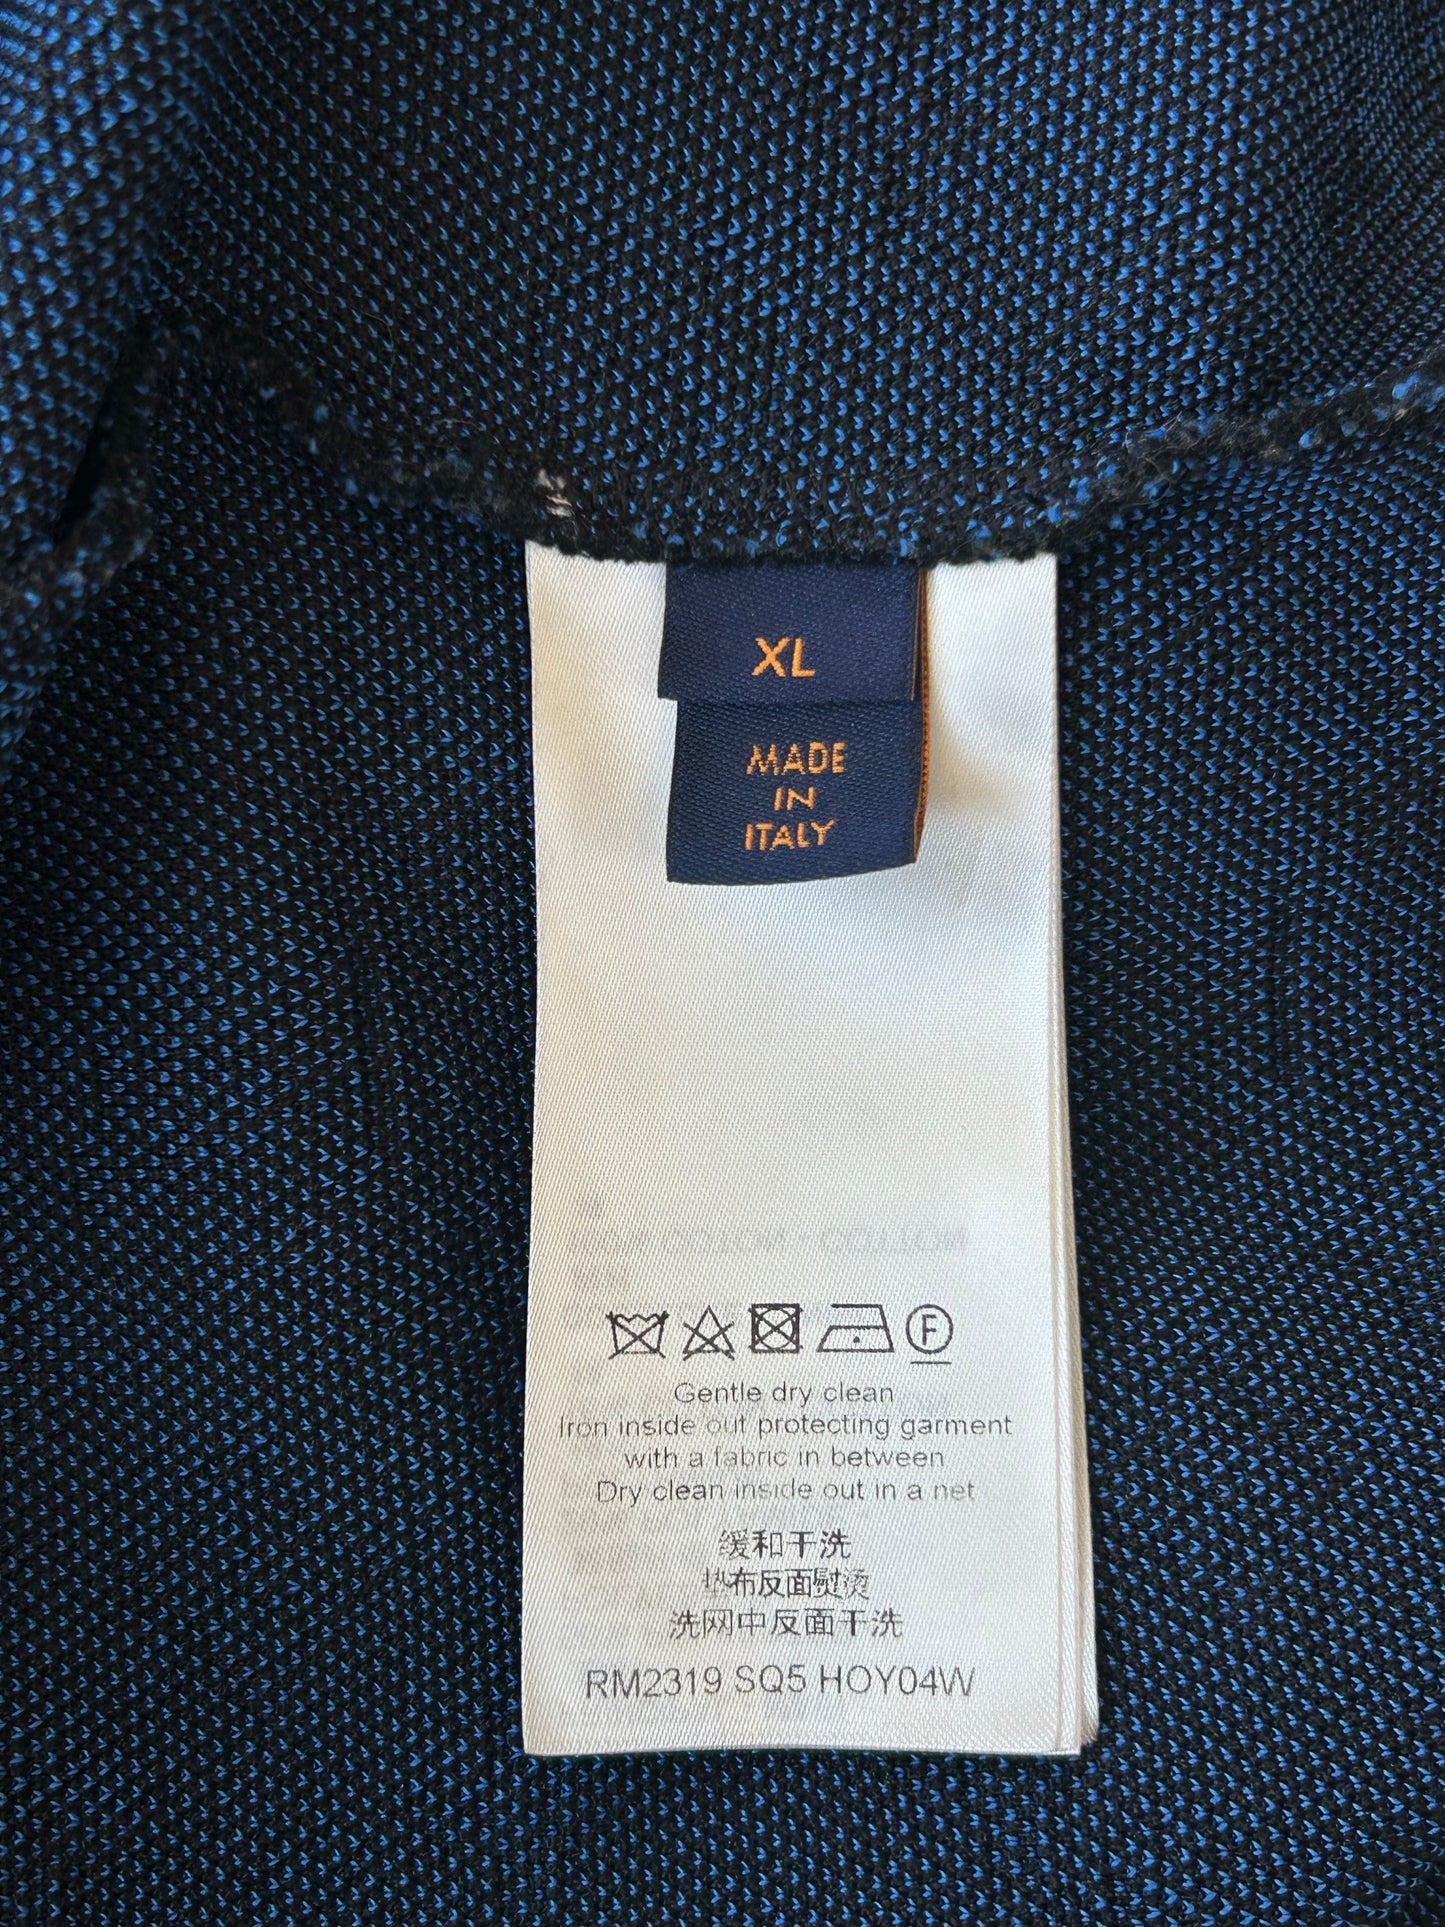 XL
MADE
IN
ITALY
F
Gentle dry clean
Iron inside out protecting garment
with a fabric in between
Dry clean inside out in a net
缓和干洗
垫布反面熨烫
洗网中反面干洗
RM2319 SQ5 HOY04W